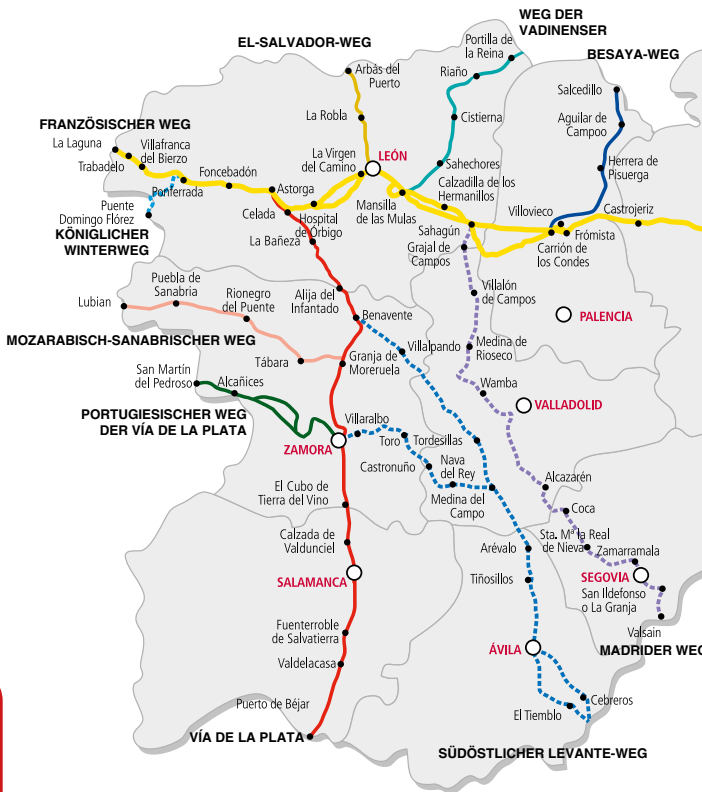 WEG DER
VADINENSER
Portilla de
la Reina
EL-SALVADOR-WEG
BESAYA-WEG
Arbás del
Puerto
Riaño
Salcedillo
La Robla
Cistierna
Aguilar de
Campoo
FRANZÖSISCHER WEG
La Laguna
Villafranca
del Bierzo
Trabadelo
Foncebadón
La Virgen
del Camino
LEÓN
Sahechores
Herrera de
Pisuerga
Ponferrada
Astorga
Calzadilla de los
Hermanillos
Puente
Domingo Flórez
Celada
Hospital
de Órbigo
Mansilla
de las Mulas
Villovieco
Castrojeriz
KÖNIGLICHER
WINTERWEG
La Bañeza
Sahagún
Grajal de
Campos
Frómista
Carrión de
los Condes
Puebla de
Sanabria
Lubian
Rionegro
del Puente
Alija del
Infantado
Benavente
Villalón
de Campos
PALENCIA
MOZARABISCH-SANABRISCHER WEG
Villalpando
Medina de
Rioseco
Tábara
Granja de
Moreruela
San Martín
del Pedroso
Alcañices
Wamba
VALLADOLID
PORTUGIESISCHER WEG
DER VÍA DE LA PLATA
Villaralbo
ZAMORA
Toro
Tordesillas
Castronuño
Nava
del Rey
El Cubo de
Tierra del Vino
Medina del
Campo
Alcazarén
Coca
Calzada de
Valdunciel
Arévalo
Sta. Mª la Real
de Nieva
Zamarramala
SALAMANCA
Tiñosillos
SEGOVIA
San Ildefonso
o La Granja
Fuenterroble
de Salvatierra
Valsain
Valdelacasa
ÁVILA
MADRIDER WEG
Puerto de Béjar
Cebreros
El Tiemblo
VÍA DE LA PLATA
SÜDÖSTLICHER LEVANTE-WEG